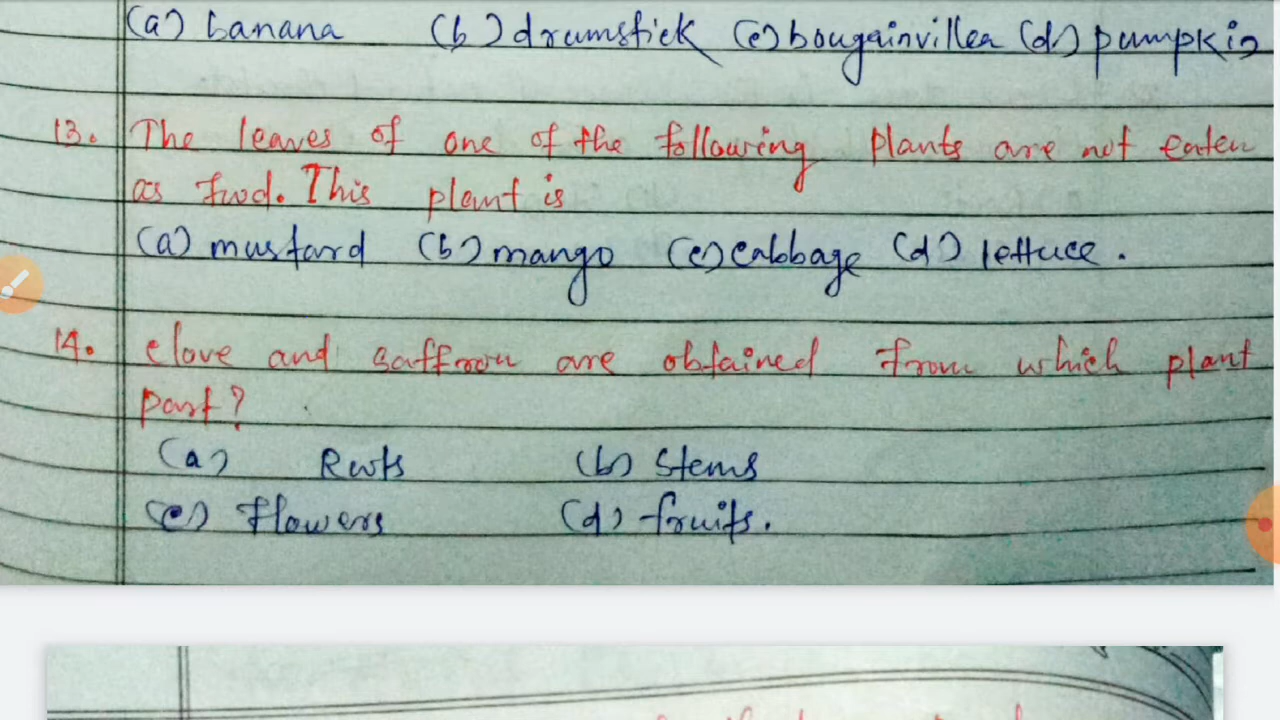 (a) banana (b) drumstick (c) bougainvillea (d) pumpkin
13. The leaves of one of the following plants are not eaten
as food. This plant is
(a) mustard (b) mango (c) cabbage (d) lettuce.
14. clove and saffron are obtained from which plant
part?
(a) Roots (b) stems
(c) flowers (d) fruits.